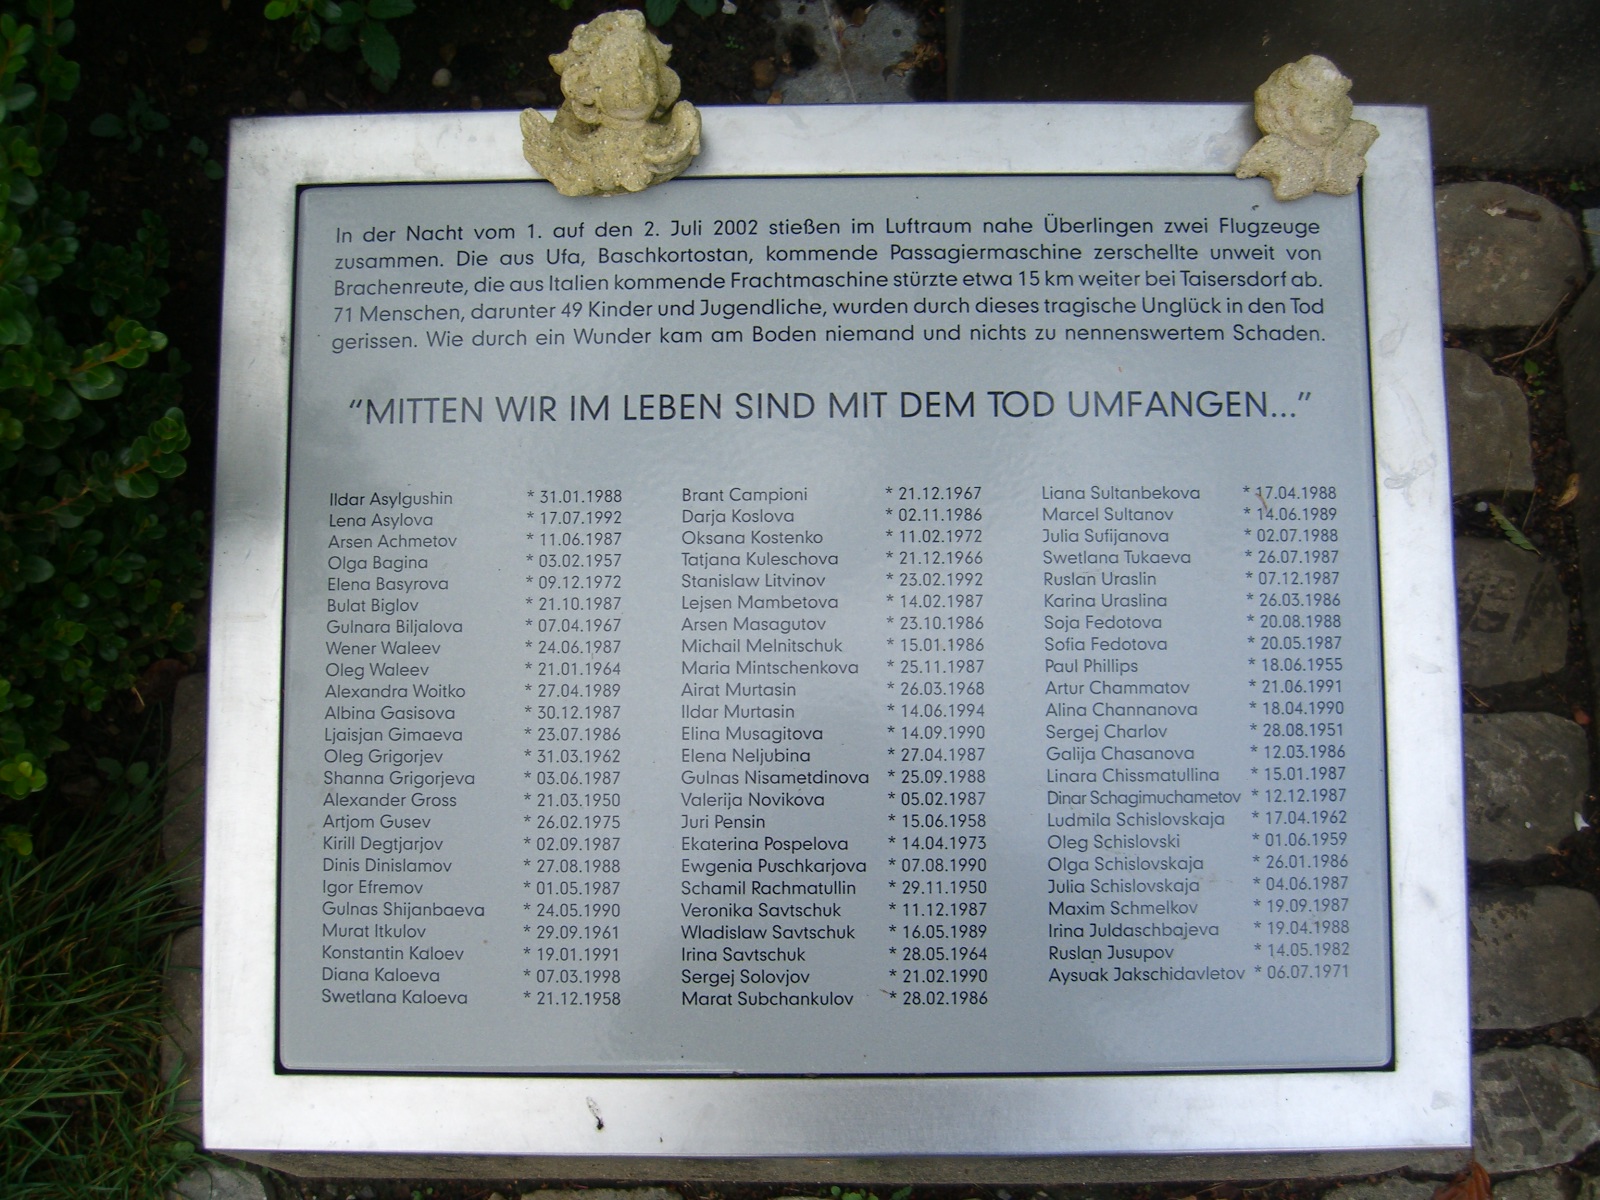 In der Nacht vom 1. auf den 2. Juli 2002 stießen im Luftraum nahe Überlingen zwei Flugzeuge
zusammen. Die aus Ufa, Baschkortostan, kommende Passagiermaschine zerschellte unweit von
Brachenreute, die aus Italien kommende Frachtmaschine stürzte etwa 15 km weiter bei Taisersdorf ab.
71 Menschen, darunter 49 Kinder und Jugendliche, wurden durch dieses tragische Unglück in den Tod
gerissen. Wie durch ein Wunder kam am Boden niemand und nichts zu nennenswertem Schaden.
"MITTEN WIR IM LEBEN SIND MIT DEM TOD UMFANGEN..."
Ildar Asylgushin * 31.01.1988
Lena Asylova * 17.07.1992
Arsen Achmetov * 11.06.1987
Olga Bagina * 03.02.1957
Elena Basyrova * 09.12.1972
Bulat Biglov * 21.10.1987
Gulnara Biljalova * 07.04.1967
Wener Waleev * 24.06.1987
Oleg Waleev * 21.01.1964
Alexandra Woitko * 27.04.1989
Albina Gasisova * 30.12.1987
Ljaisjan Gimaeva * 23.07.1986
Oleg Grigorjev * 31.03.1962
Shanna Grigorjeva * 03.06.1987
Alexander Gross * 21.03.1950
Artjom Gusev * 26.02.1975
Kirill Degtjarjov * 02.09.1987
Dinis Dinislamov * 27.08.1988
Igor Efremov * 01.05.1987
Gulnas Shijanbaeva * 24.05.1990
Murat Itkulov * 29.09.1961
Konstantin Kaloev * 19.01.1991
Diana Kaloeva * 07.03.1998
Swetlana Kaloeva * 21.12.1958
Brant Campioni * 21.12.1967
Darja Koslova * 02.11.1986
Oksana Kostenko * 11.02.1972
Tatjana Kuleschova * 21.12.1966
Stanislaw Litvinov * 23.02.1992
Lejsen Mambetova * 14.02.1987
Arsen Masagutov * 23.10.1986
Michail Melnitschuk * 15.01.1986
Maria Mintschenkova * 25.11.1987
Airat Murtasin * 26.03.1968
Ildar Murtasin * 14.06.1994
Elina Musagitova * 14.09.1990
Elena Neljubina * 27.04.1987
Gulnas Nisametdinova * 25.09.1988
Valerija Novikova * 05.02.1987
Juri Pensin * 15.06.1958
Ekaterina Pospelova * 14.04.1973
Ewgenia Puschkarjova * 07.08.1990
Schamil Rachmatullin * 29.11.1950
Veronika Savtschuk * 11.12.1987
Wladislaw Savtschuk * 16.05.1989
Irina Savtschuk * 28.05.1964
Sergej Solovjov * 21.02.1990
Marat Subchankulov * 28.02.1986
Liana Sultanbekova * 17.04.1988
Marcel Sultanov * 14.06.1989
Julia Sufijanova * 02.07.1988
Swetlana Tukaeva * 26.07.1987
Ruslan Uraslin * 07.12.1987
Karina Uraslina * 26.03.1986
Soja Fedotova * 20.08.1988
Sofia Fedotova * 20.05.1987
Paul Phillips * 18.06.1955
Artur Chammatov * 21.06.1991
Alina Channanova * 18.04.1990
Sergej Charlov * 28.08.1951
Galija Chasanova * 12.03.1986
Linara Chissmatullina * 15.01.1987
Dinar Schagimuchametov * 12.12.1987
Ludmila Schislovskaja * 17.04.1962
Oleg Schislovski * 01.06.1959
Olga Schislovskaja * 26.01.1986
Julia Schislovskaja * 04.06.1987
Maxim Schmelkov * 19.09.1987
Irina Juldaschbajeva * 19.04.1988
Ruslan Jusupov * 14.05.1982
Aysuak Jakschidavletov * 06.07.1971